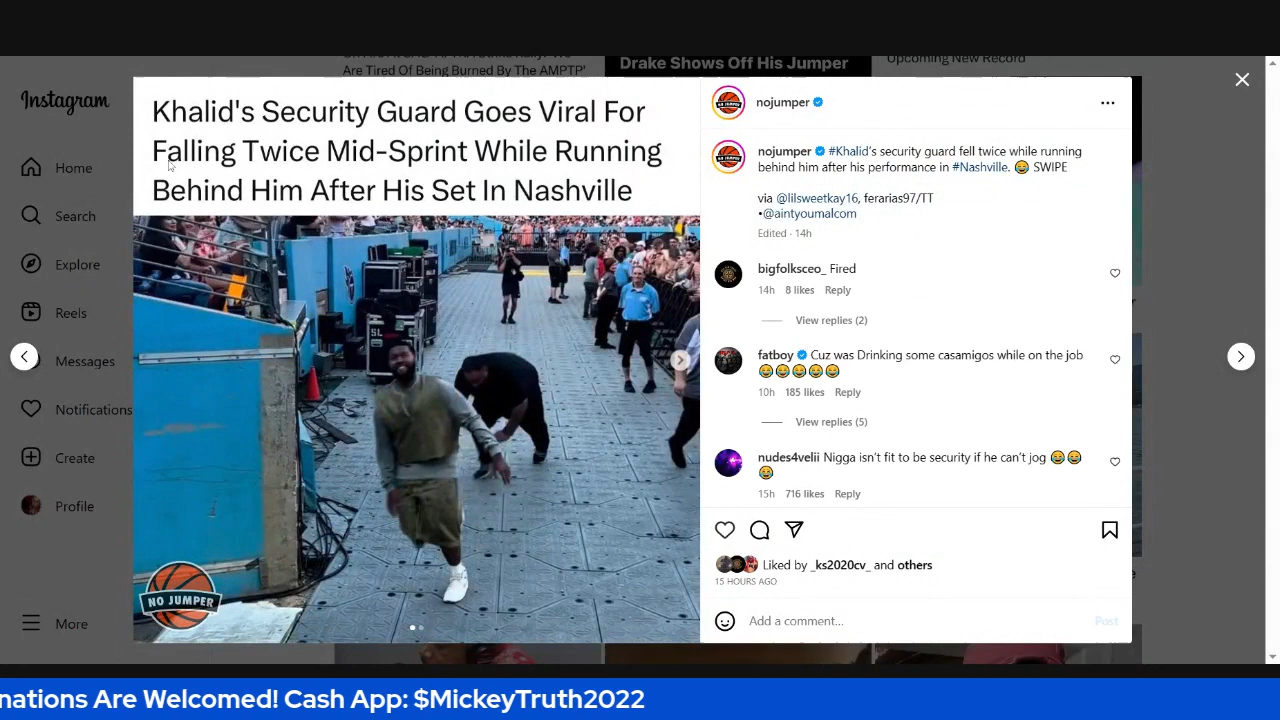 Are Tired Of Being Burned By The AMPTP'
Drake Shows Off His Jumper
Upcoming New Record
Instagram
Home
Search
Explore
Reels
Messages
Notifications
Create
Profile
More
Khalid's Security Guard Goes Viral For
Falling Twice Mid-Sprint While Running
Behind Him After His Set In Nashville
SL
NO JUMPER
nojumper
nojumper #Khalid's security guard fell twice while running
behind him after his performance in #Nashville. 😂 SWIPE
via @lilsweetkay16, ferarias97/TT
•@aintyoumalcom
Edited · 14h
bigfolksceo_ Fired
14h 8 likes Reply
View replies (2)
fatboy Cuz was Drinking some casamigos while on the job
😂😂😂😂😂
10h 185 likes Reply
View replies (5)
nudes4velii Nigga isn't fit to be security if he can't jog 😂😂
😂
15h 716 likes Reply
Liked by _ks2020cv_ and others
15 HOURS AGO
Add a comment...
Post
nations Are Welcomed! Cash App: $MickeyTruth2022